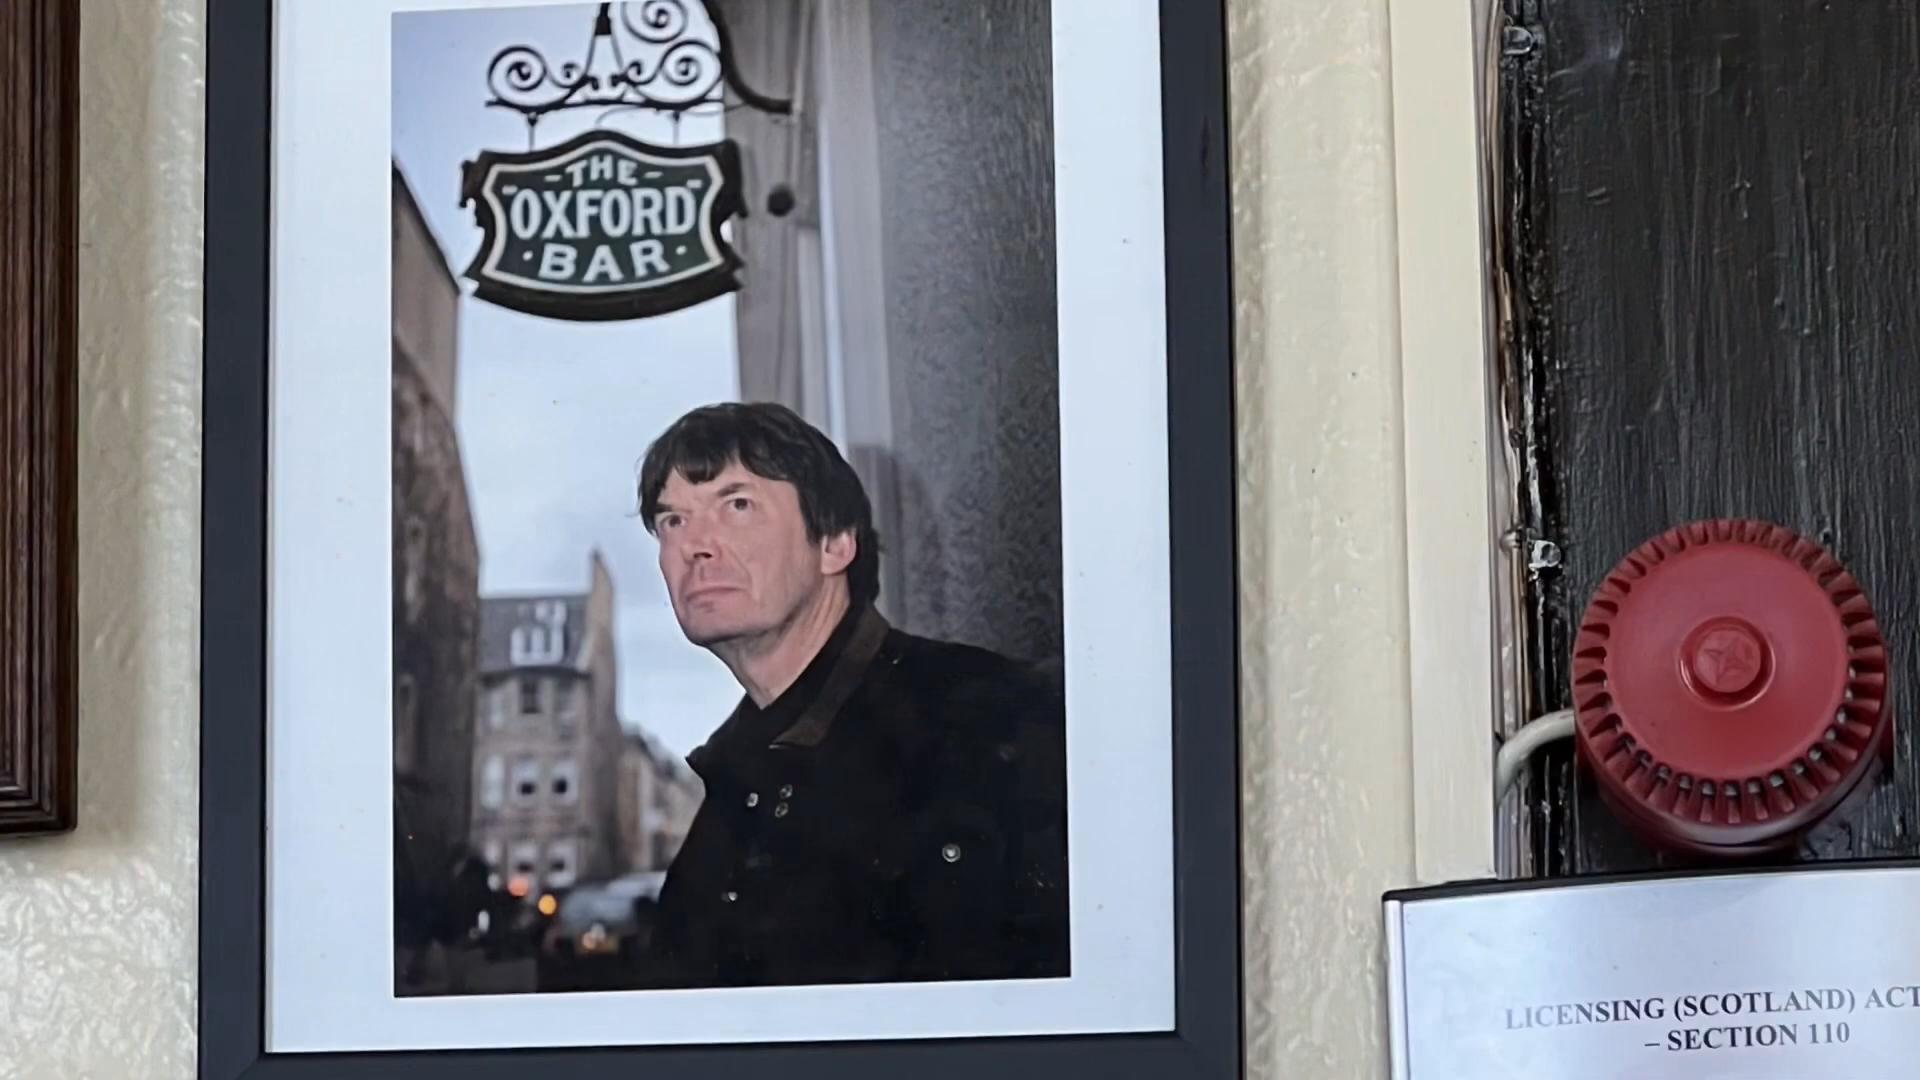 - THE -
"OXFORD"
· BAR ·
LICENSING (SCOTLAND) ACT
– SECTION 110